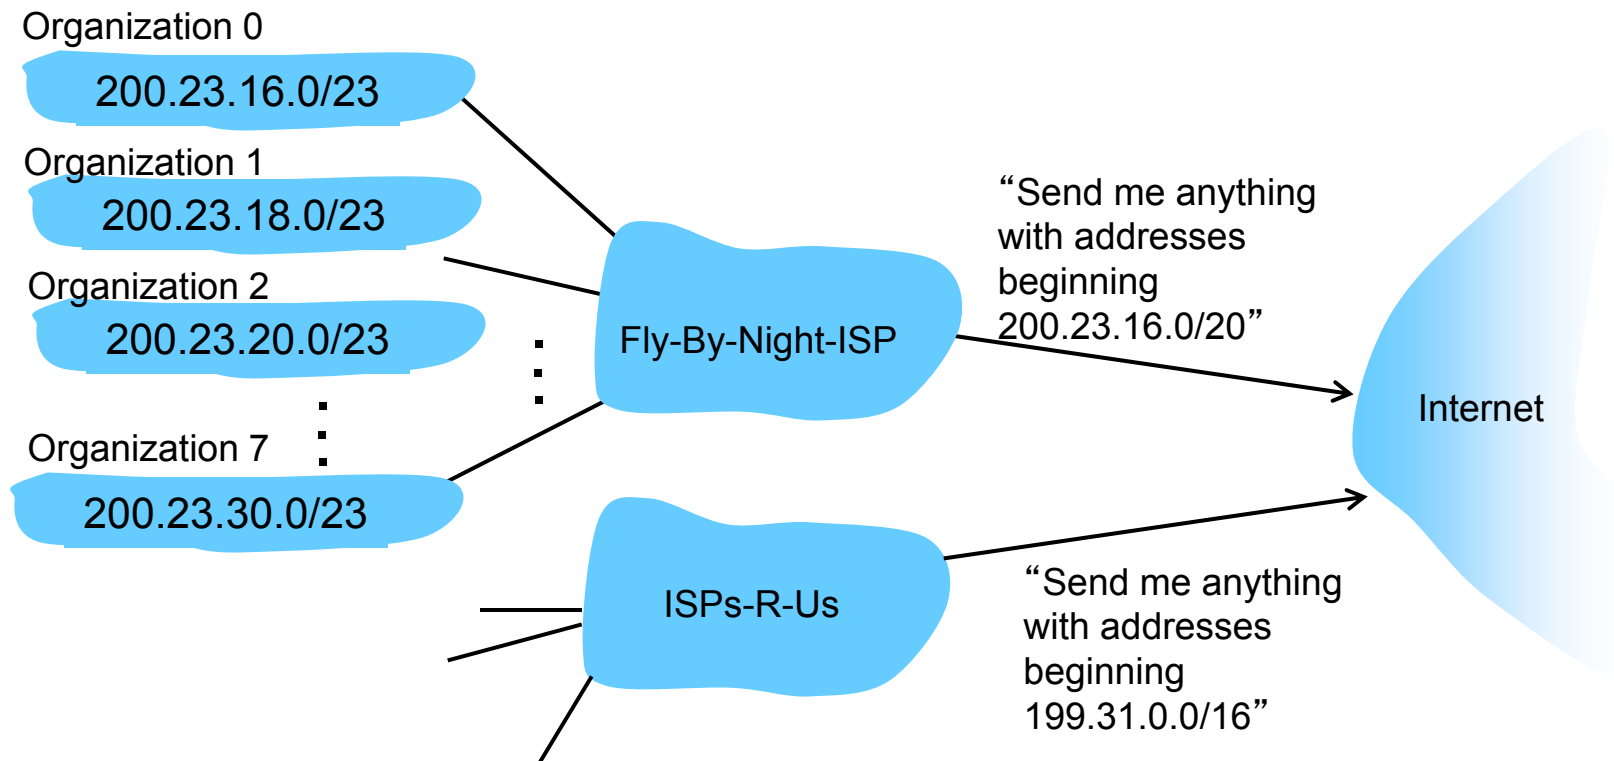 Organization 0
200.23.16.0/23
Organization 1
200.23.18.0/23
Organization 2
200.23.20.0/23
Organization 7
200.23.30.0/23
Fly-By-Night-ISP
“Send me anything
with addresses
beginning
200.23.16.0/20”
Internet
ISPs-R-Us
“Send me anything
with addresses
beginning
199.31.0.0/16”